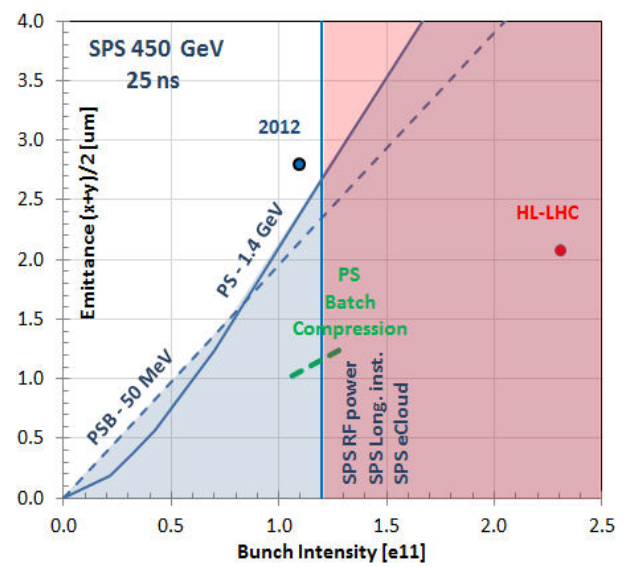 4.0
3.5
3.0
2.5
2.0
1.5
1.0
0.5
0.0
Emittance (x+y)/2 [um]
SPS 450 GeV
25 ns
2012
PS - 1.4 GeV
PSB - 50 MeV
HL-LHC
PS
Batch
Compression
SPS RF power
SPS Long. inst.
SPS eCloud
0.0 0.5 1.0 1.5 2.0 2.5
Bunch Intensity [e11]